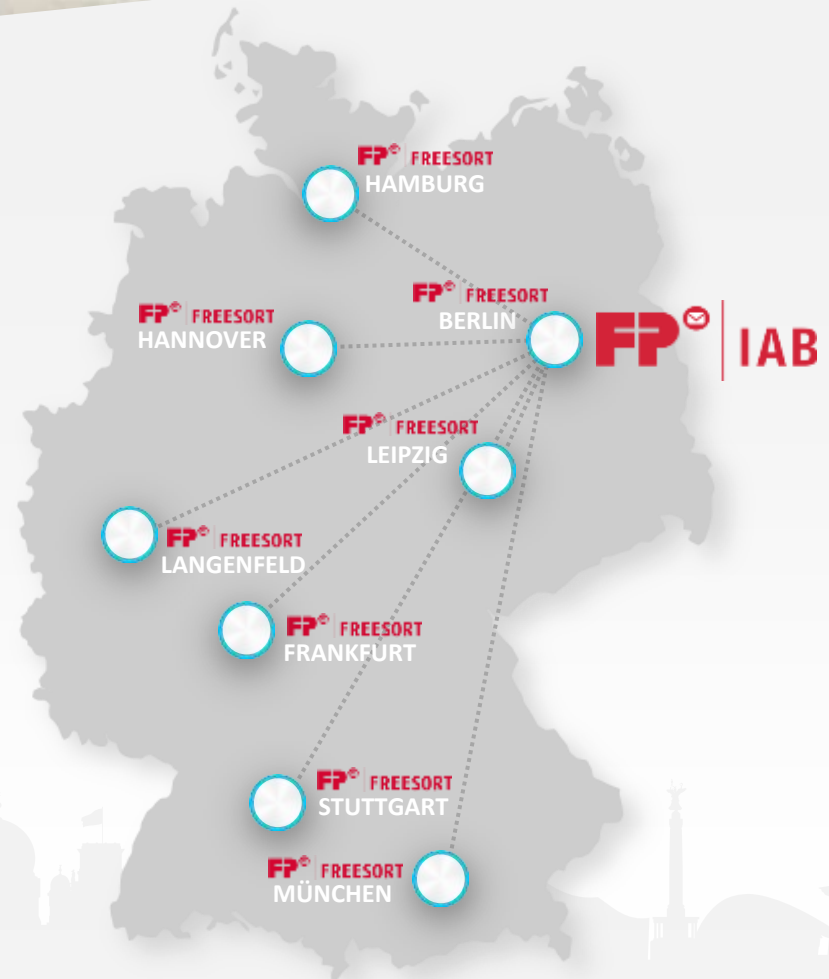 FP FREESORT
HAMBURG
FP FREESORT
BERLIN
FP IAB
FP FREESORT
HANNOVER
FP FREESORT
LEIPZIG
FP FREESORT
LANGENFELD
FP FREESORT
FRANKFURT
FP FREESORT
STUTTGART
FP FREESORT
MÜNCHEN